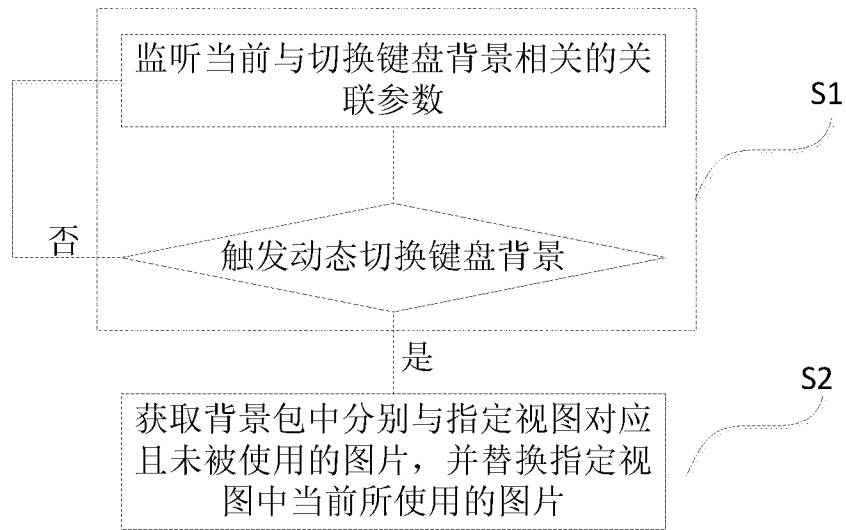 监听当前与切换键盘背景相关的关
联参数
S1
否
触发动态切换键盘背景
是
S2
获取背景包中分别与指定视图对应
且未被使用的图片，并替换指定视
图中当前所使用的图片